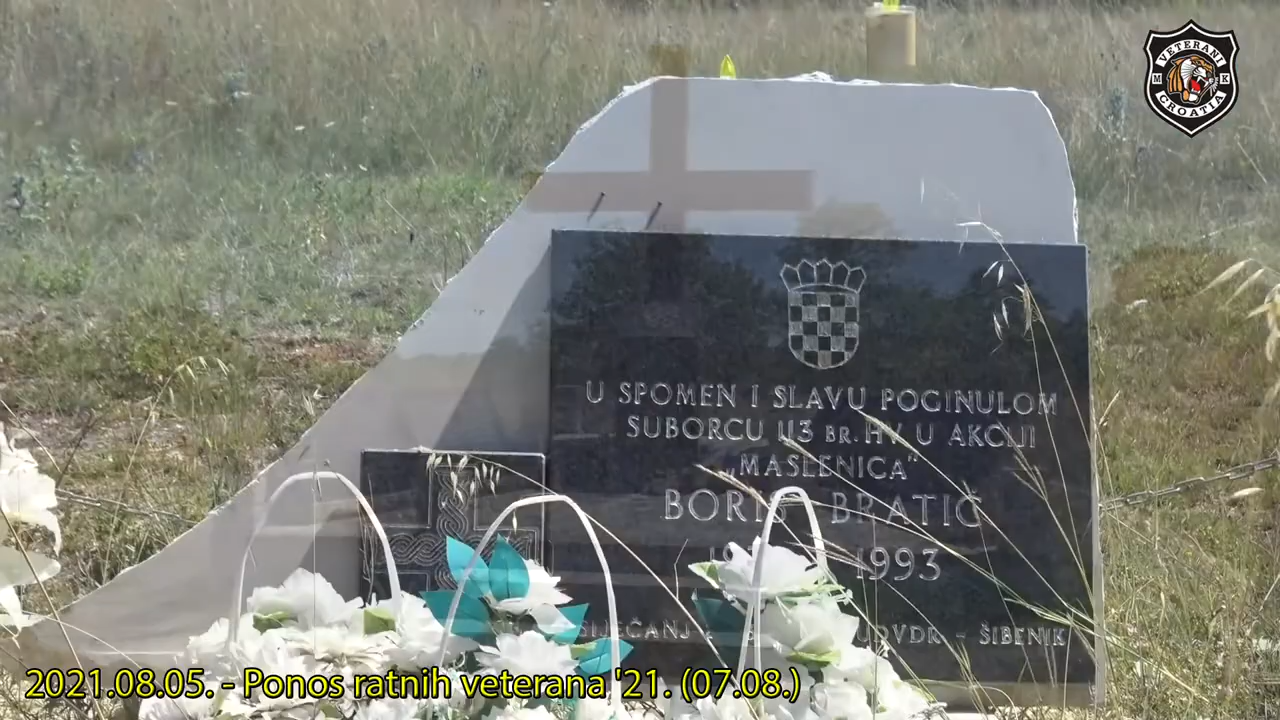 VETERANI
M K
CROATIA
U SPOMEN I SLAVU POGINULOM
SUBORCU 113 BR. HV U AKCIJI
„MASLENICA“
BORIS BRATIĆ
1993
UDVDR - ŠIBENIK
2021.08.05. - Ponos ratnih veterana '21. (07.08.)